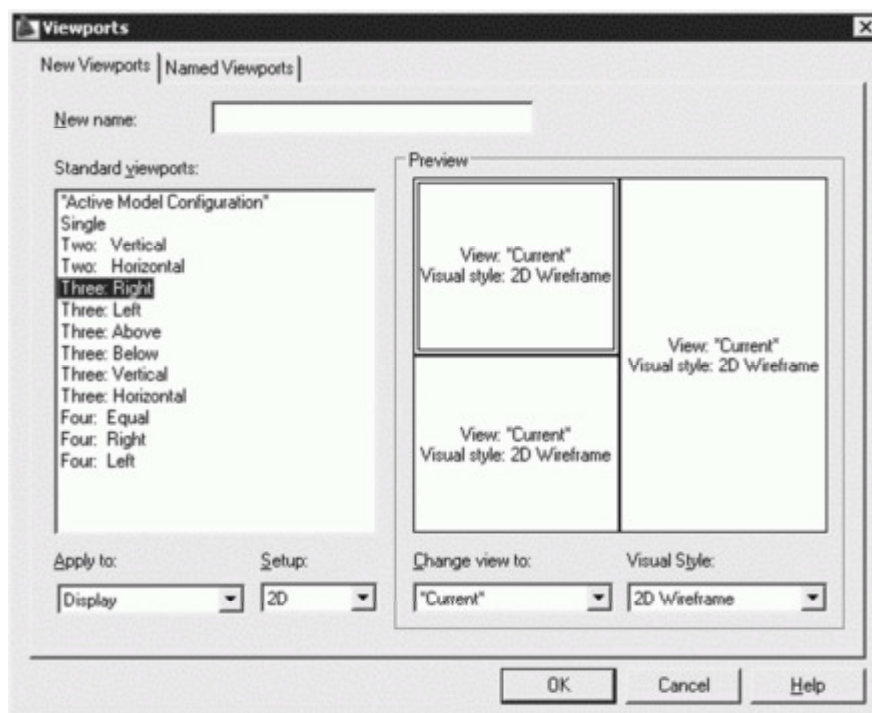 Viewports
New Viewports
Named Viewports
New name:
Standard viewports:
"Active Model Configuration"
Single
Two: Vertical
Two: Horizontal
Three: Right
Three: Left
Three: Above
Three: Below
Three: Vertical
Three: Horizontal
Four: Equal
Four: Right
Four: Left
Apply to:
Display
Setup:
2D
Preview
View: "Current"
Visual style: 2D Wireframe
View: "Current"
Visual style: 2D Wireframe
View: "Current"
Visual style: 2D Wireframe
Change view to:
"Current"
Visual Style:
2D Wireframe
OK
Cancel
Help